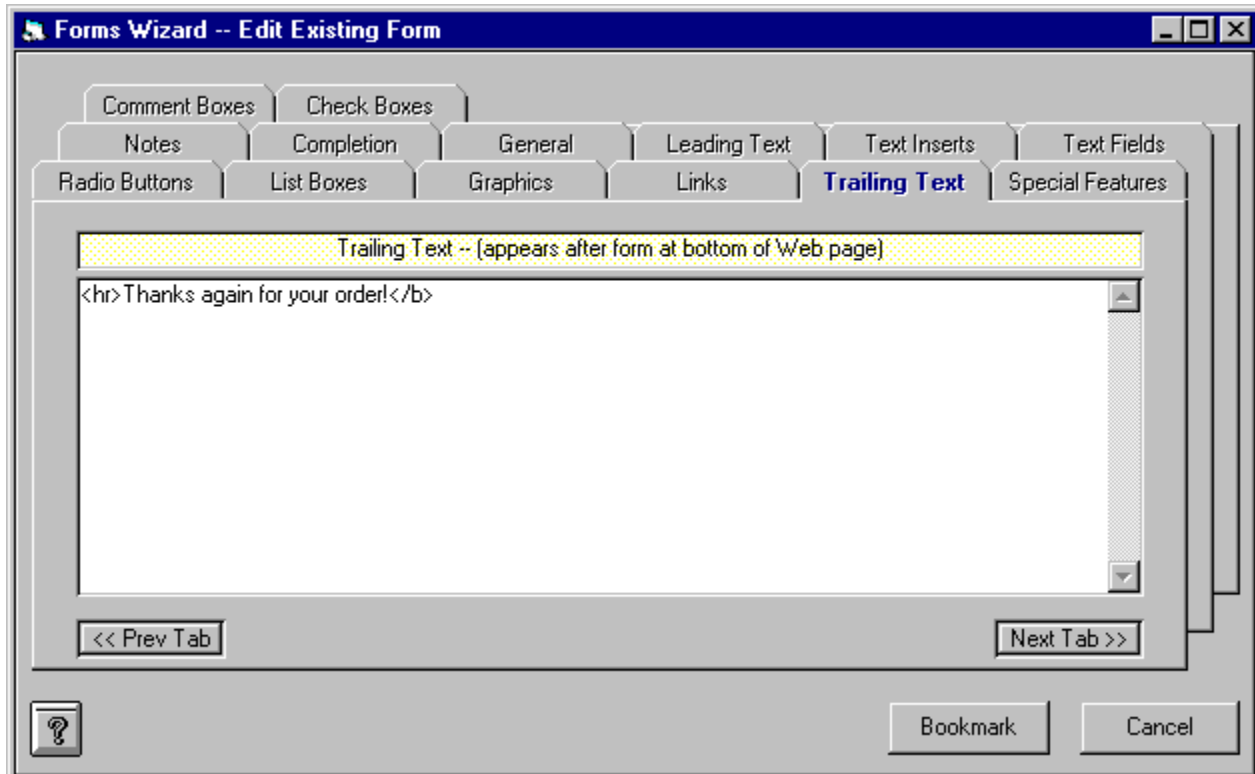 Forms Wizard -- Edit Existing Form
Comment Boxes Check Boxes
Notes Completion General Leading Text Text Inserts Text Fields
Radio Buttons List Boxes Graphics Links Trailing Text Special Features
Trailing Text -- (appears after form at bottom of Web page)
<hr>Thanks again for your order!</b>
<< Prev Tab Next Tab >>
? Bookmark Cancel